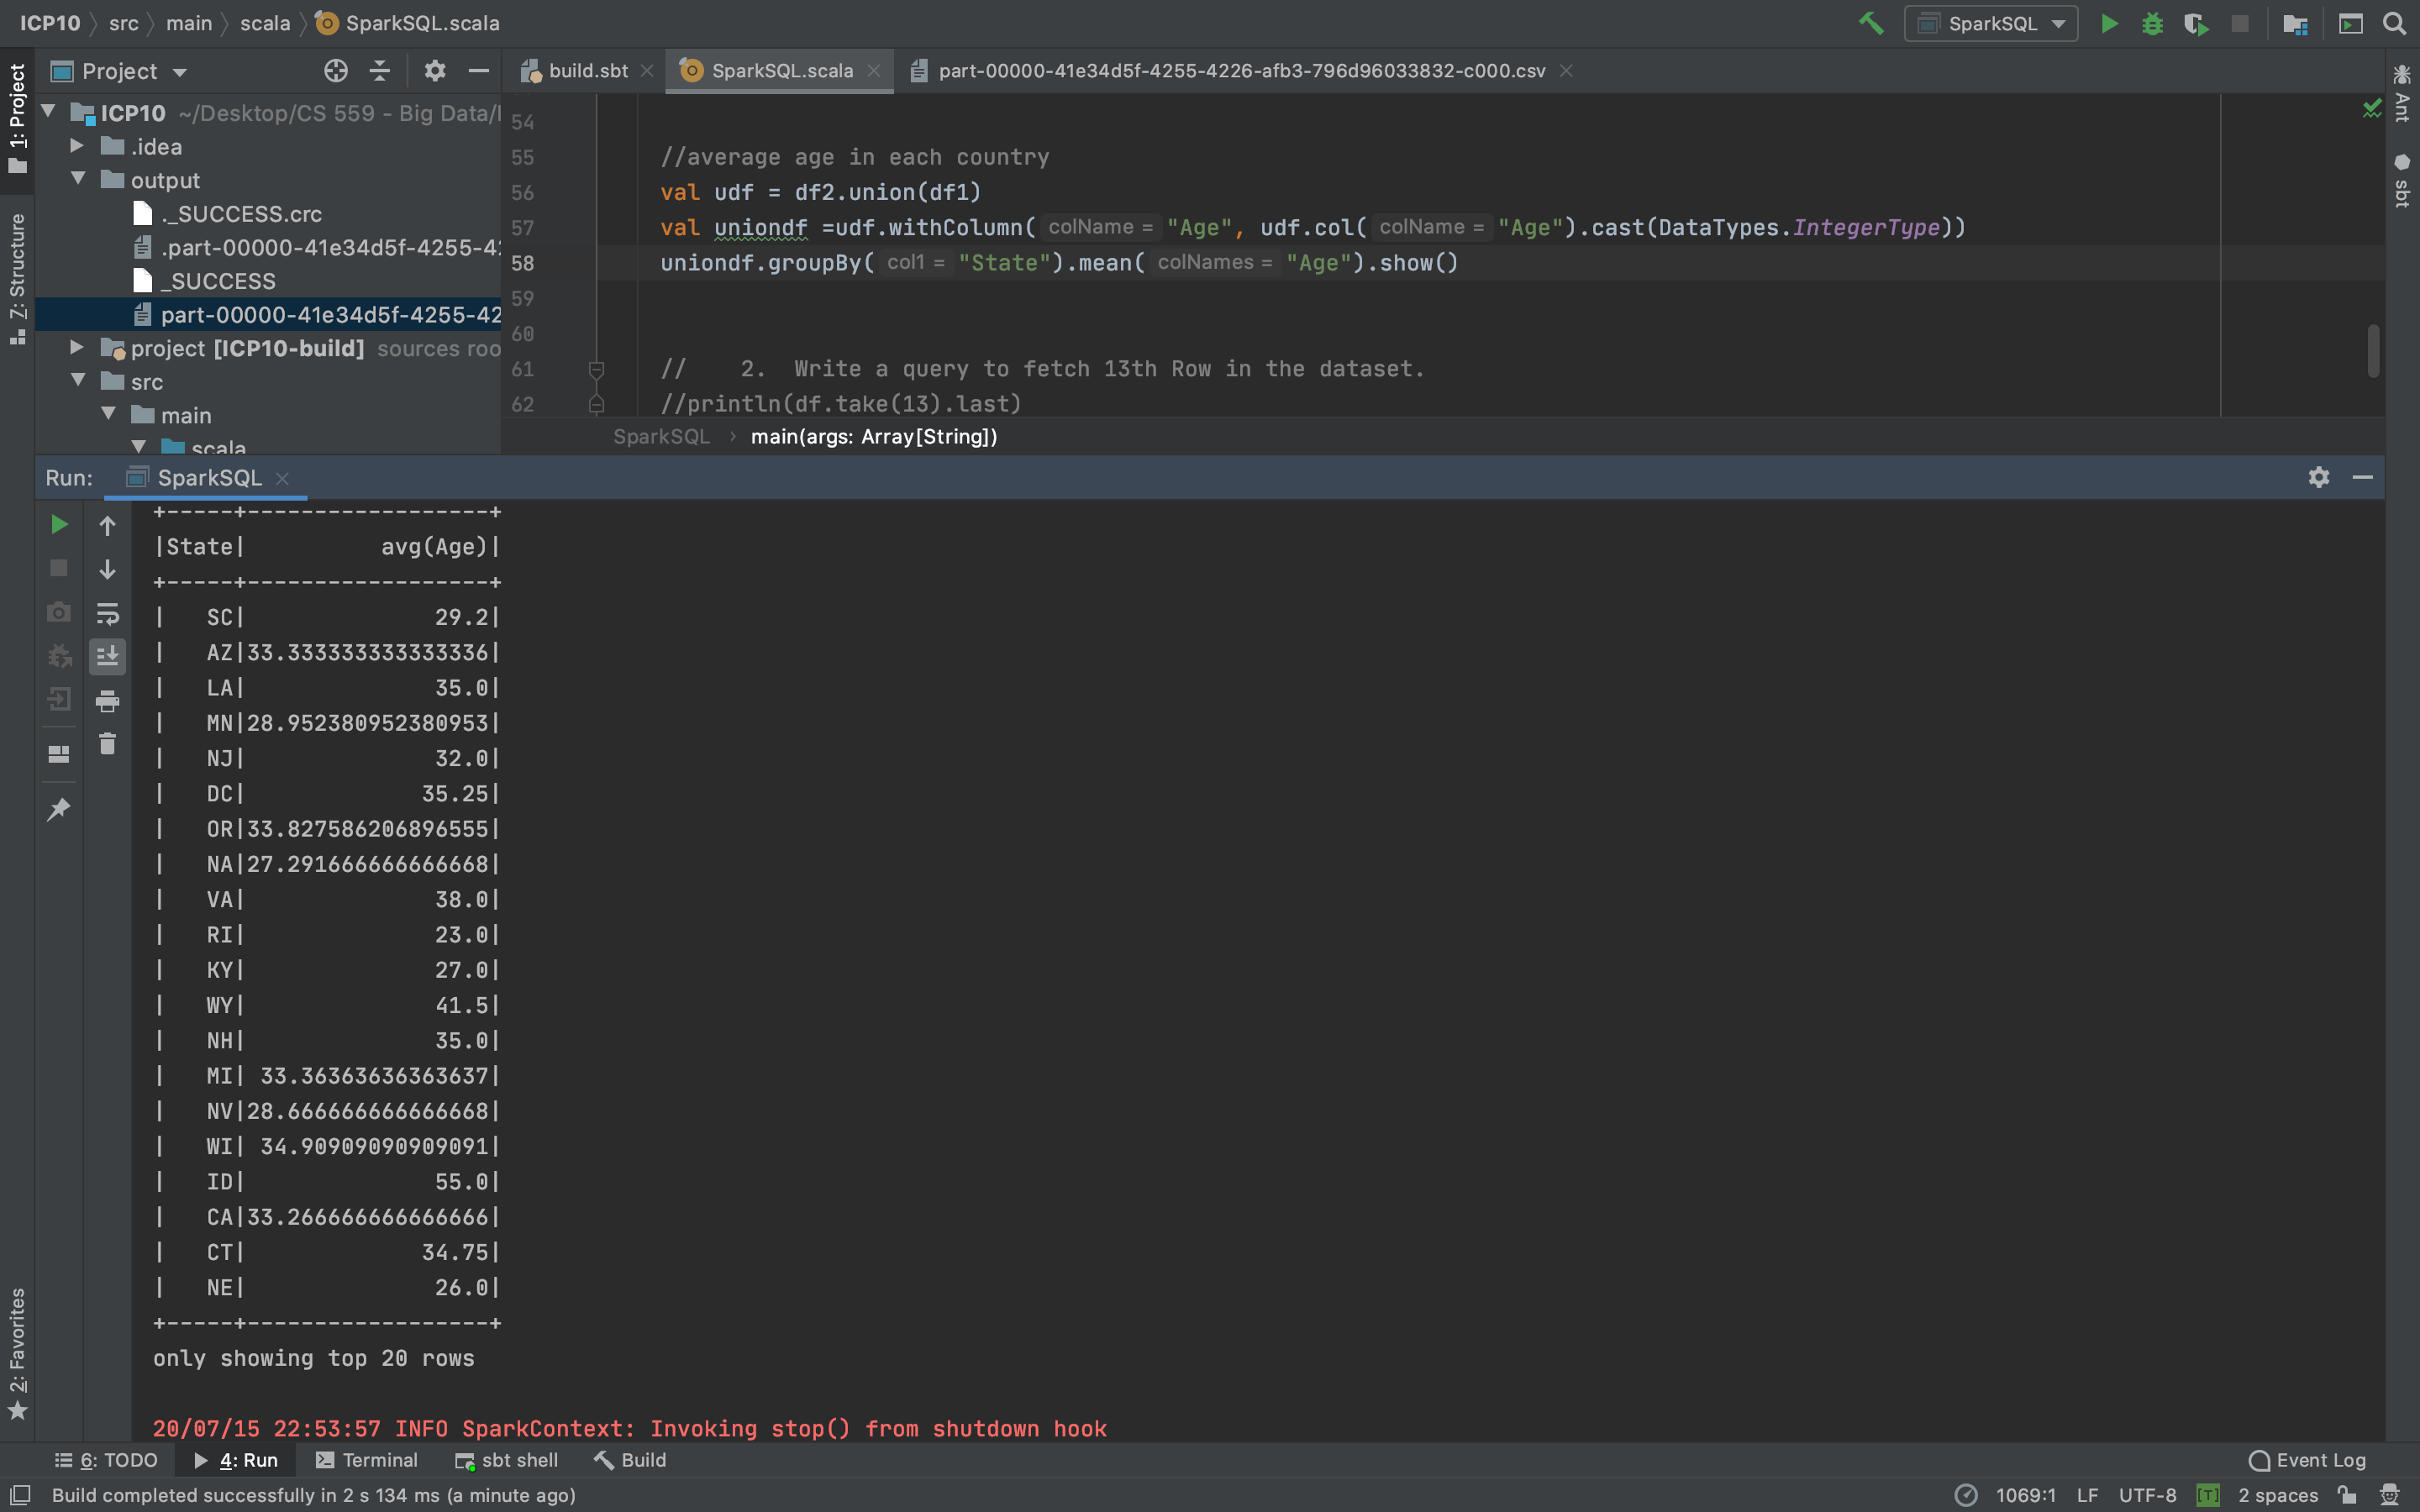 ICP10 src main scala SparkSQL.scala
SparkSQL
1: Project
Z: Structure
2: Favorites
Project
ICP10 ~/Desktop/CS 559 - Big Data/I
.idea
output
._SUCCESS.crc
.part-00000-41e34d5f-4255-42
_SUCCESS
part-00000-41e34d5f-4255-42
project [ICP10-build] sources roo
src
main
scala
build.sbt
SparkSQL.scala
part-00000-41e34d5f-4255-4226-afb3-796d96033832-c000.csv
54
55 //average age in each country
56 val udf = df2.union(df1)
57 val uniondf =udf.withColumn( colName = "Age", udf.col( colName = "Age").cast(DataTypes.IntegerType))
58 uniondf.groupBy( col1 = "State").mean( colNames = "Age").show()
59
60
61 // 2. Write a query to fetch 13th Row in the dataset.
62 //println(df.take(13).last)
SparkSQL › main(args: Array[String])
Ant
sbt
Run: SparkSQL
+-----+------------------+
|State| avg(Age)|
+-----+------------------+
| SC| 29.2|
| AZ|33.333333333333336|
| LA| 35.0|
| MN|28.952380952380953|
| NJ| 32.0|
| DC| 35.25|
| OR|33.827586206896555|
| NA|27.291666666666668|
| VA| 38.0|
| RI| 23.0|
| KY| 27.0|
| WY| 41.5|
| NH| 35.0|
| MI| 33.36363636363637|
| NV|28.666666666666668|
| WI| 34.90909090909091|
| ID| 55.0|
| CA|33.266666666666666|
| CT| 34.75|
| NE| 26.0|
+-----+------------------+
only showing top 20 rows
20/07/15 22:53:57 INFO SparkContext: Invoking stop() from shutdown hook
6: TODO 4: Run Terminal sbt shell Build Event Log
Build completed successfully in 2 s 134 ms (a minute ago) 1069:1 LF UTF-8 [T] 2 spaces